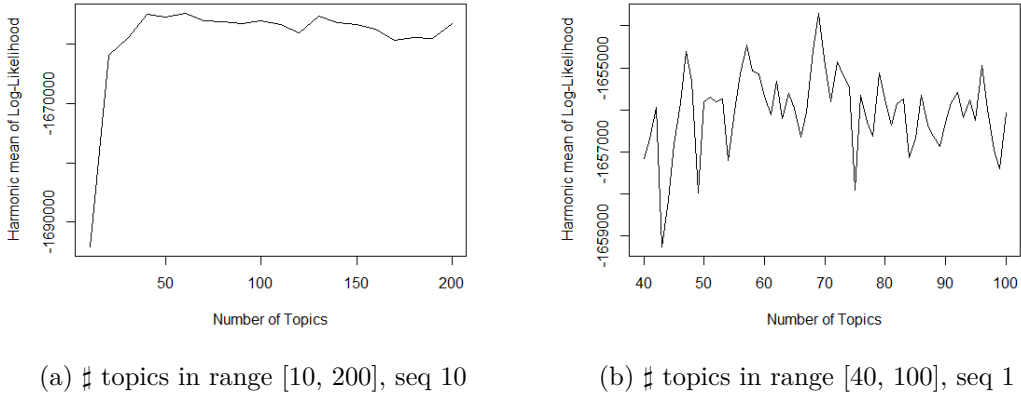 Harmonic mean of Log-Likelihood
-1670000
-1690000
50 100 150 200
Number of Topics
(a) ♯ topics in range [10, 200], seq 10
Harmonic mean of Log-Likelihood
-1655000
-1657000
-1659000
40 50 60 70 80 90 100
Number of Topics
(b) ♯ topics in range [40, 100], seq 1